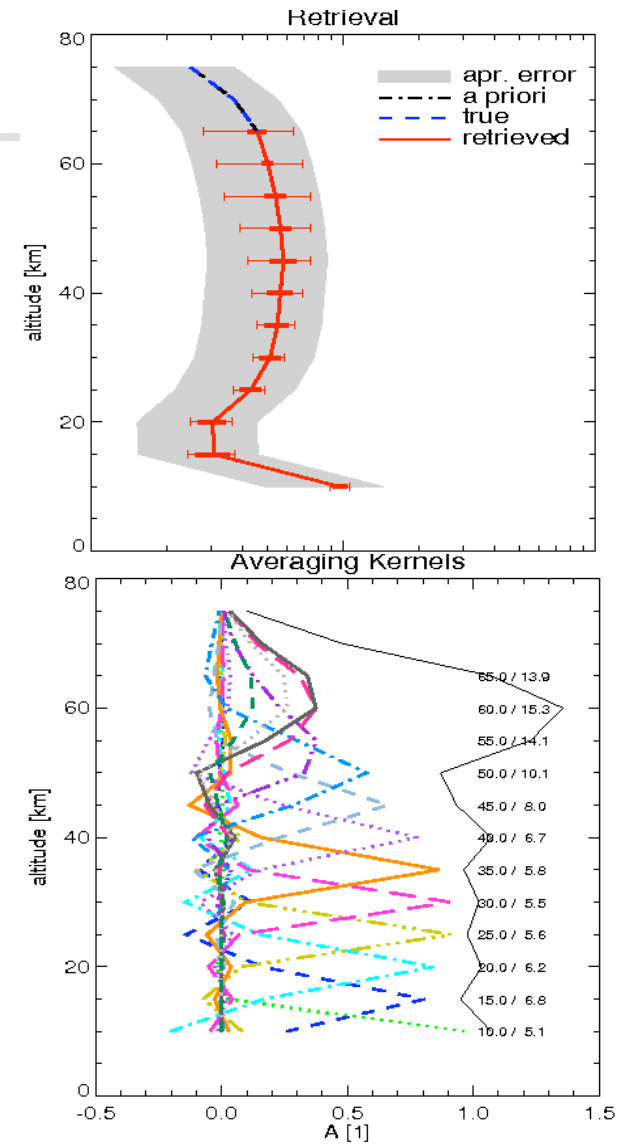 Retrieval
80
60
40
20
0
altitude [km]
apr. error
a priori
true
retrieved
Averaging Kernels
80
60
40
20
0
altitude [km]
65.0 / 13.9
60.0 / 15.3
55.0 / 14.1
50.0 / 10.1
45.0 / 8.0
40.0 / 6.7
35.0 / 5.8
30.0 / 5.5
25.0 / 5.6
20.0 / 6.2
15.0 / 6.8
10.0 / 5.1
-0.5 0.0 0.5 1.0 1.5
A [1]